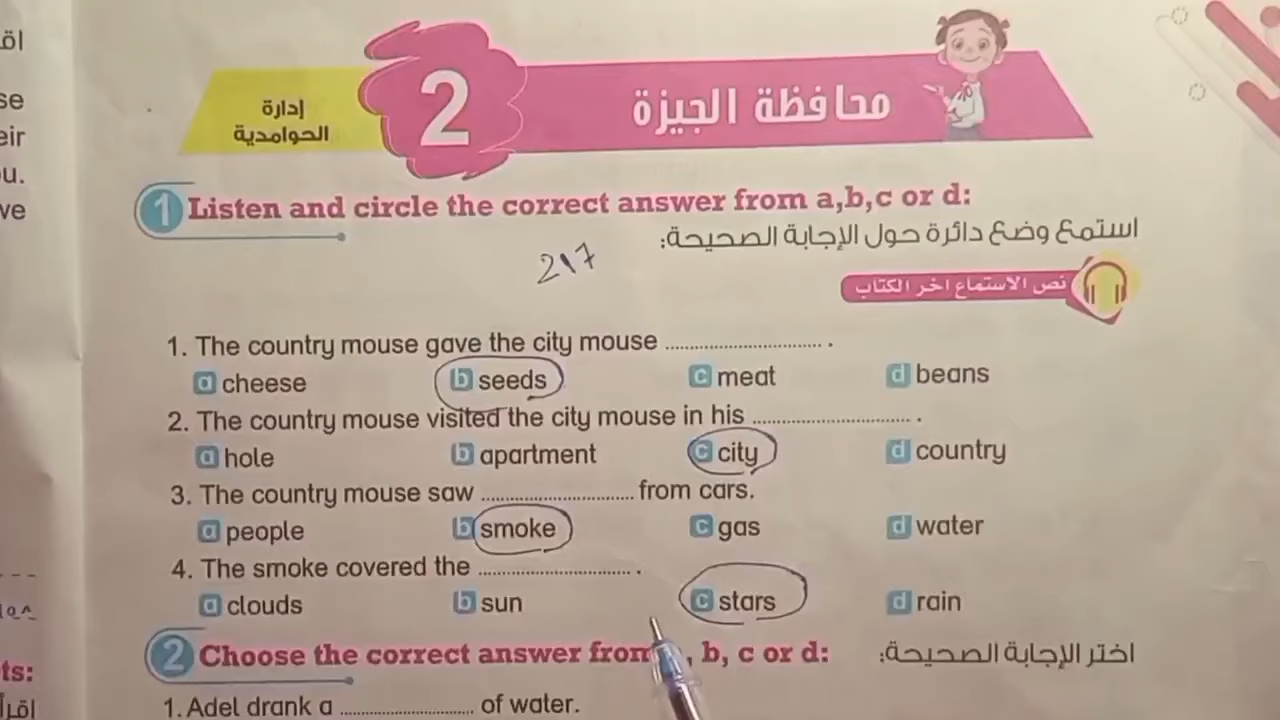 محافظة الجيزة
2
إدارة
الحوامدية
1 Listen and circle the correct answer from a,b,c or d:
استمع وضع دائرة حول الإجابة الصحيحة:
217
نص الاستماع اخر الكتاب
1. The country mouse gave the city mouse .............................. .
a cheese b seeds c meat d beans
2. The country mouse visited the city mouse in his .............................. .
a hole b apartment c city d country
3. The country mouse saw .............................. from cars.
a people b smoke c gas d water
4. The smoke covered the .............................. .
a clouds b sun c stars d rain
2 Choose the correct answer from , b, c or d:
اختر الإجابة الصحيحة:
1. Adel drank a .......................... of water.
se
eir
u.
ve
ts: